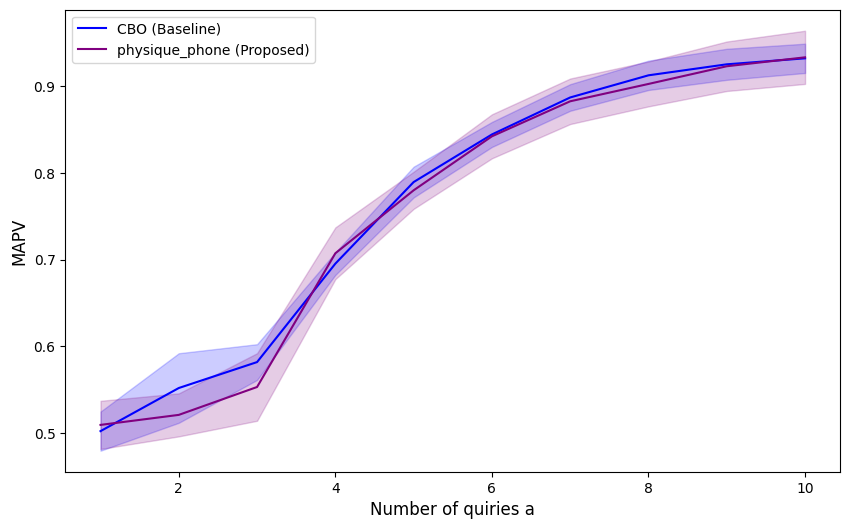 CBO (Baseline)
physique_phone (Proposed)
MAPV
0.9
0.8
0.7
0.6
0.5
2 4 6 8 10
Number of quiries a